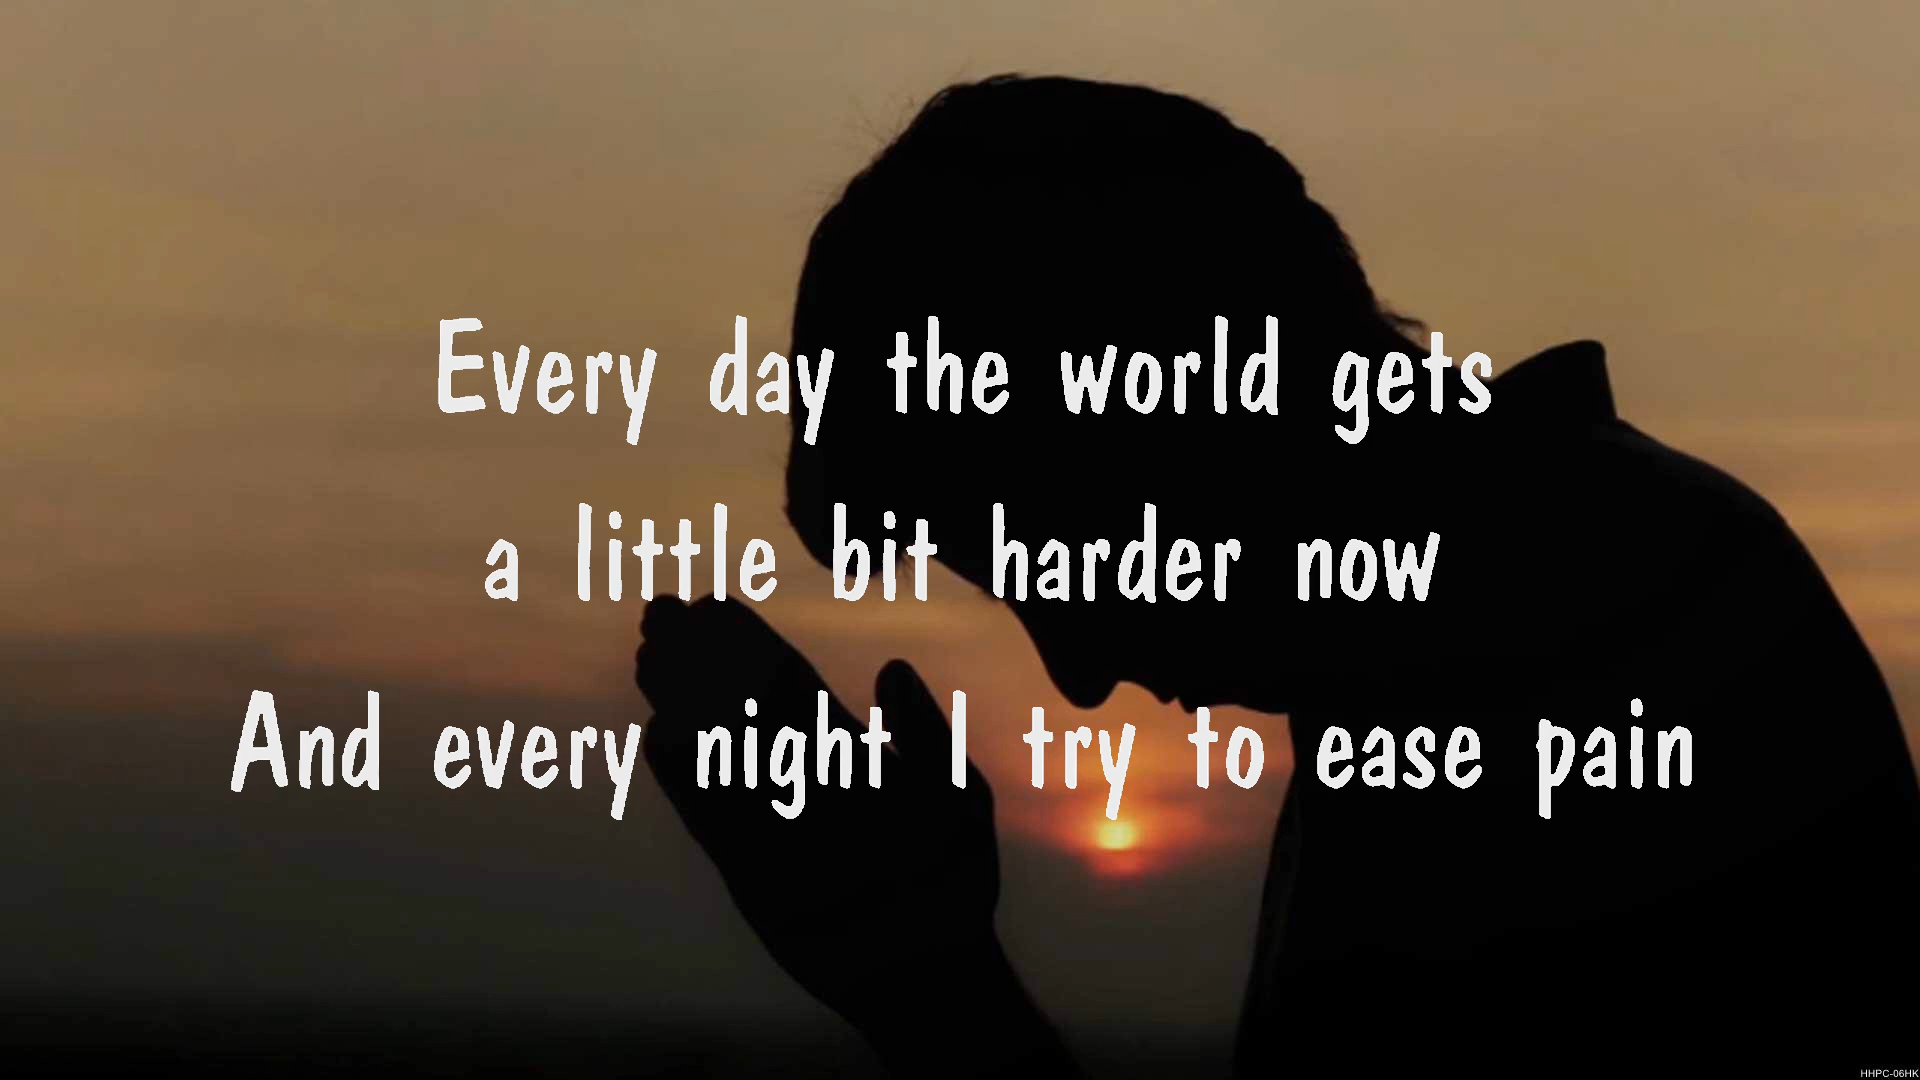 Every day the world gets
a little bit harder now
And every night I try to ease pain
HHPC-06HK